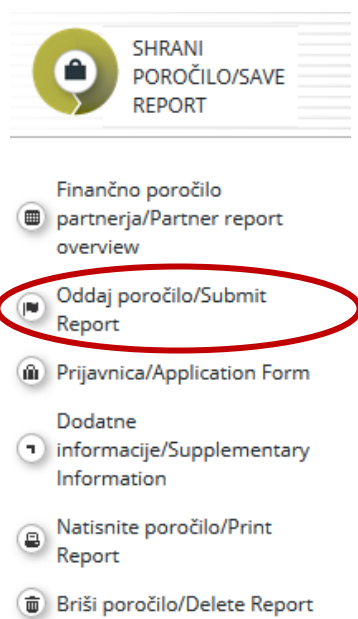 SHRANI
POROČILO/SAVE
REPORT
Finančno poročilo
partnerja/Partner report
overview
Oddaj poročilo/Submit
Report
Prijavnica/Application Form
Dodatne
informacije/Supplementary
Information
Natisnite poročilo/Print
Report
Briši poročilo/Delete Report